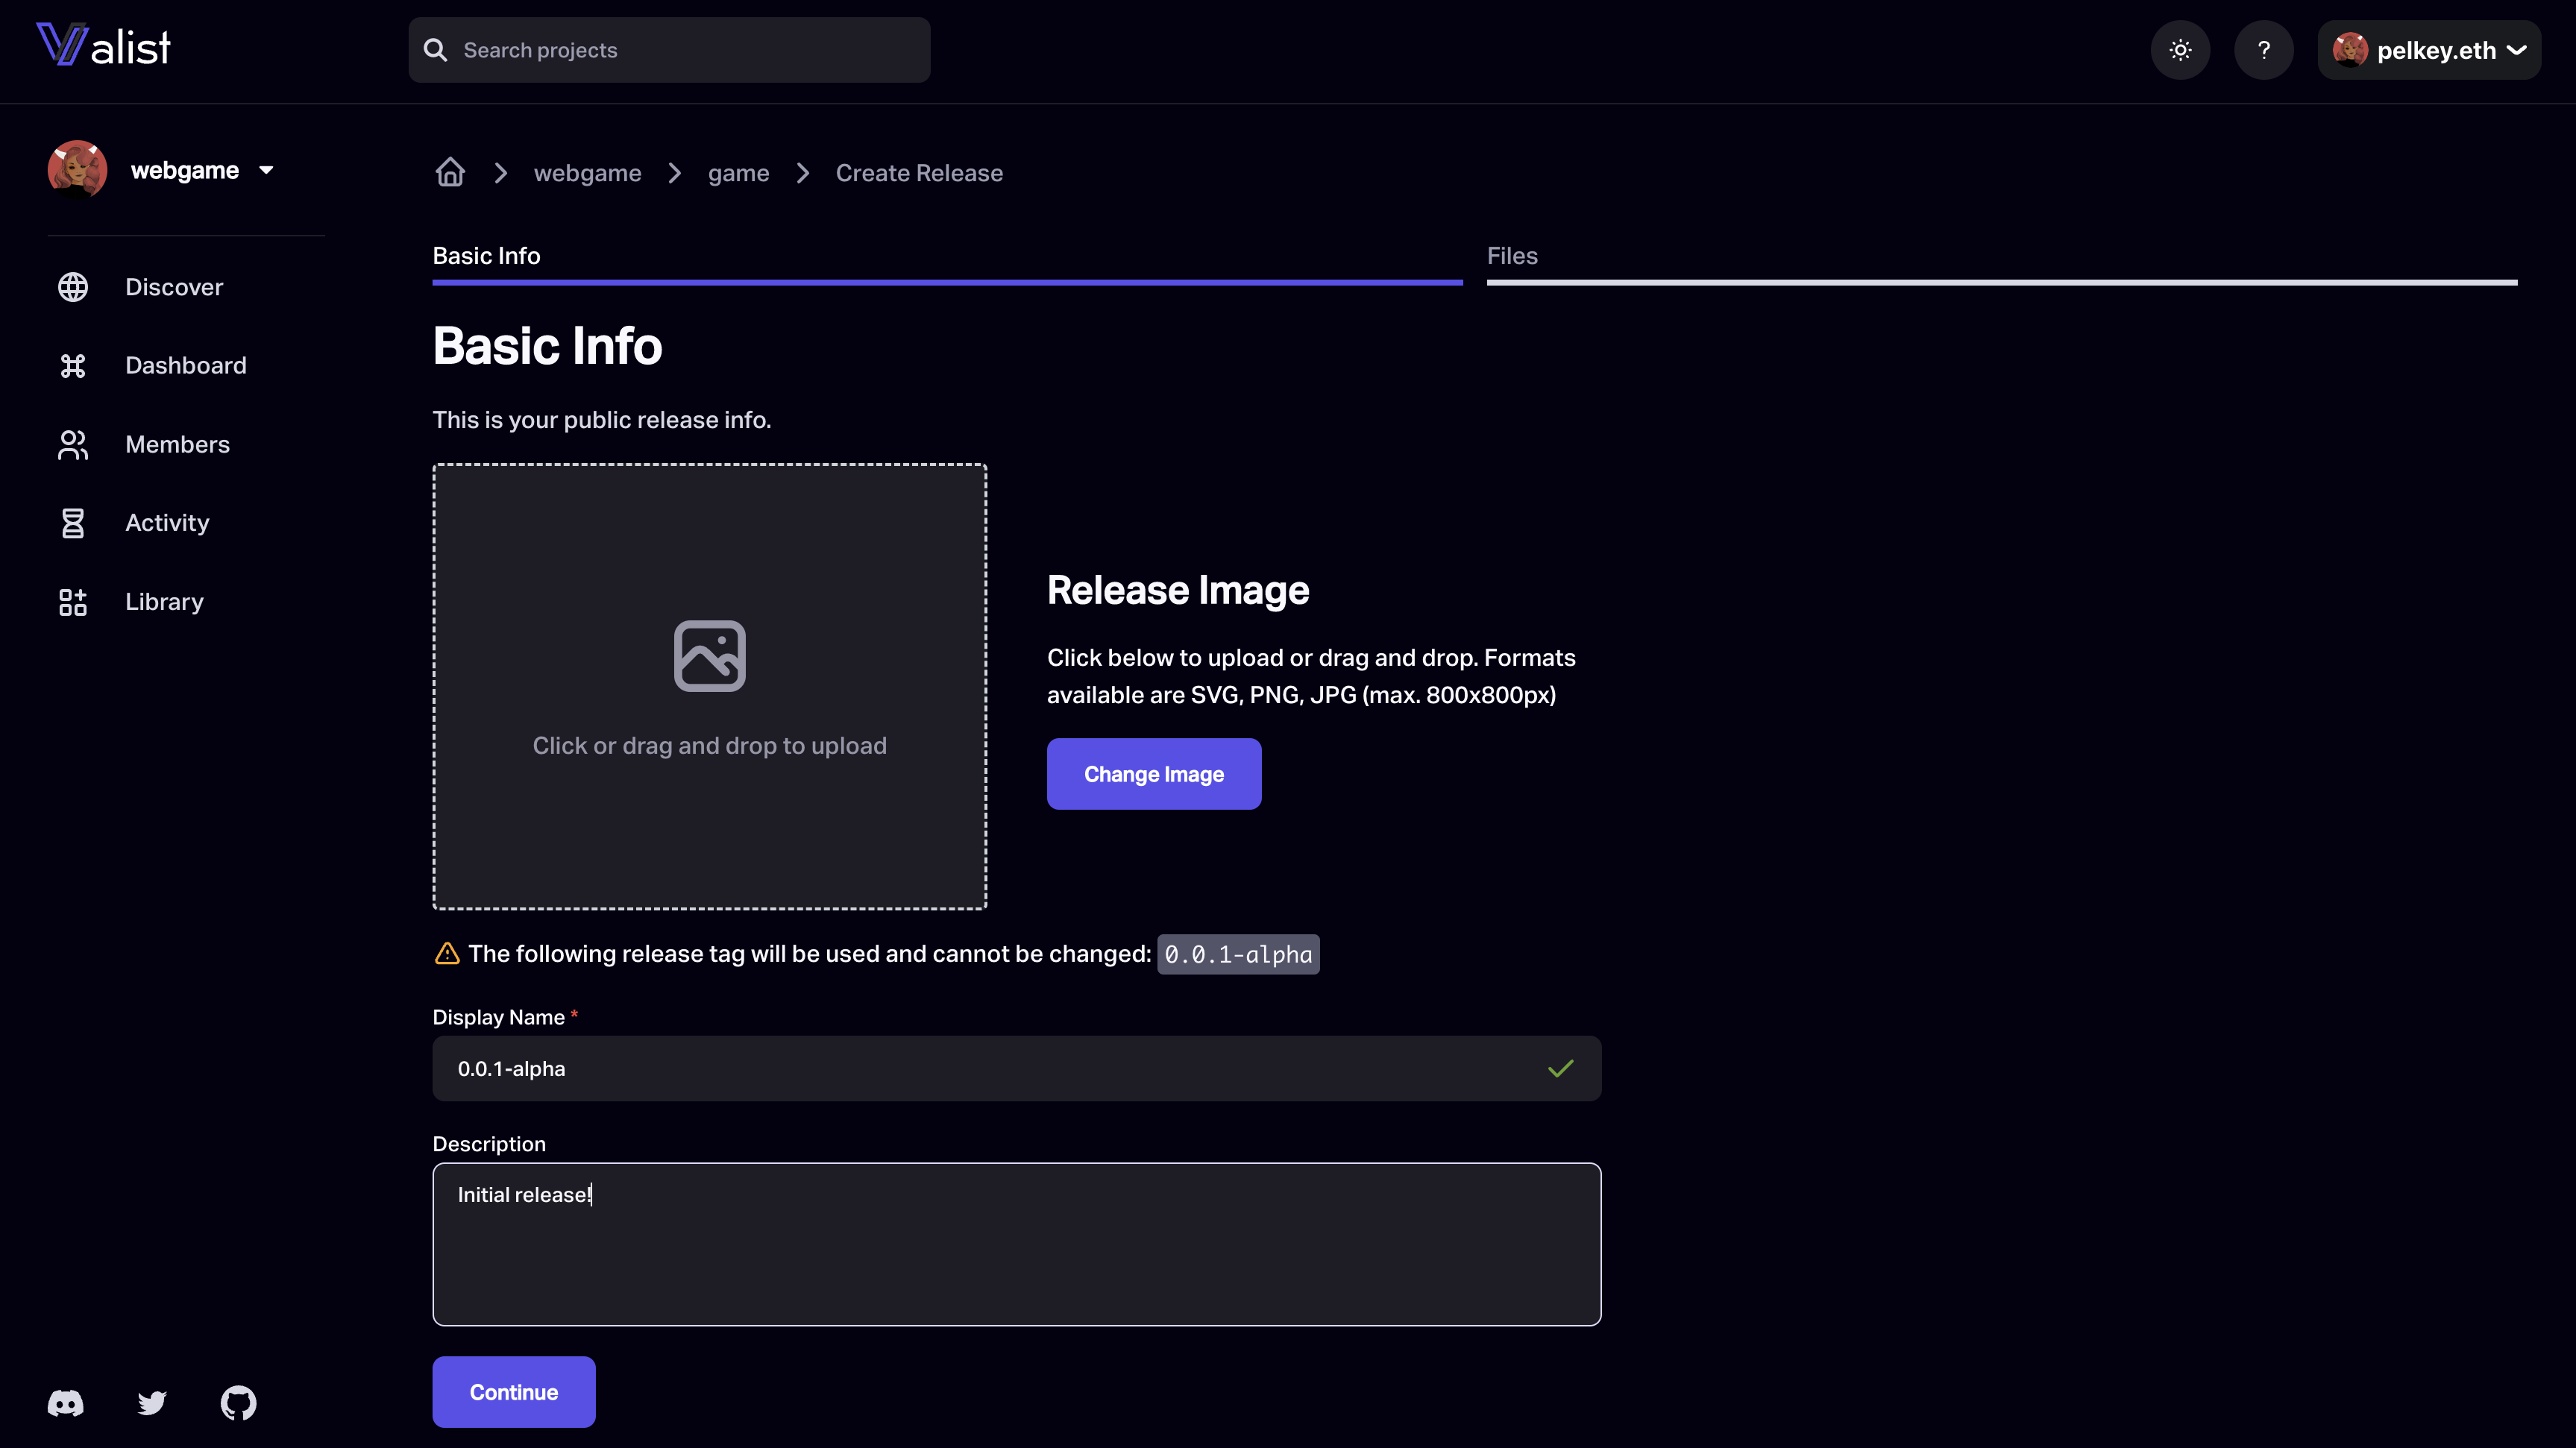 Valist
Search projects
?
pelkey.eth
webgame
webgame
game
Create Release
Discover
Dashboard
Members
Activity
Library
Basic Info
Files
Basic Info
This is your public release info.
Click or drag and drop to upload
Release Image
Click below to upload or drag and drop. Formats
available are SVG, PNG, JPG (max. 800x800px)
Change Image
The following release tag will be used and cannot be changed: 0.0.1-alpha
Display Name *
0.0.1-alpha
Description
Initial release!
Continue